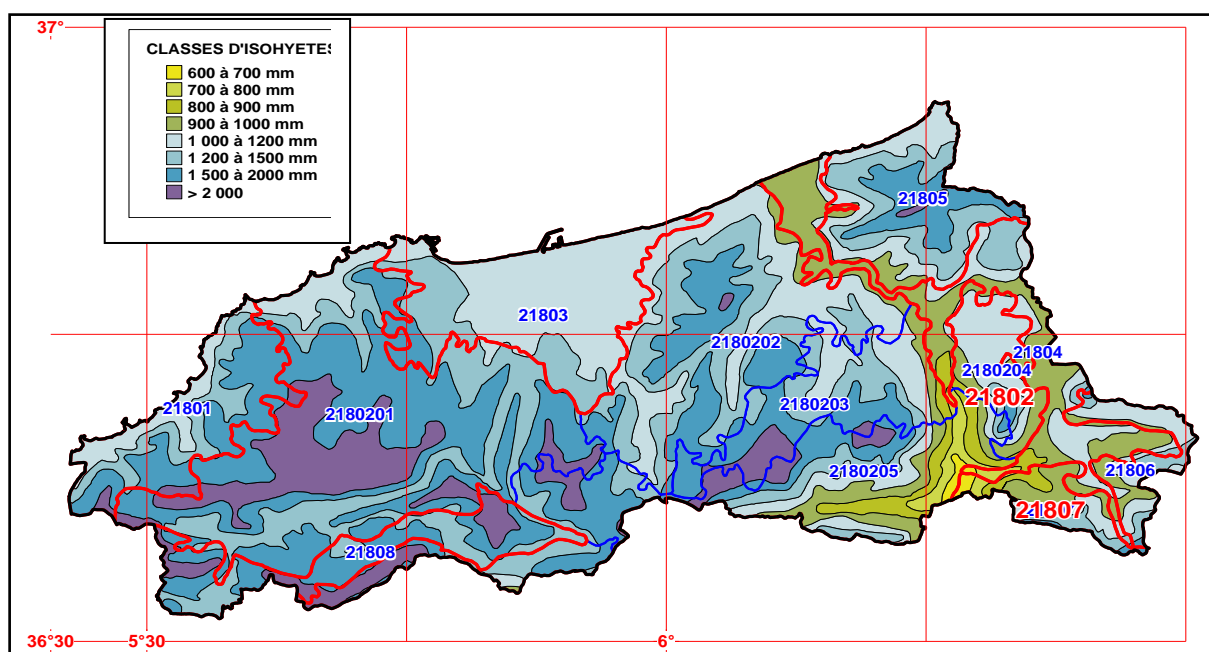 37°
CLASSES D'ISOHYETES
600 à 700 mm
700 à 800 mm
800 à 900 mm
900 à 1000 mm
1 000 à 1200 mm
1 200 à 1500 mm
1 500 à 2000 mm
> 2 000
21805
21803
2180202
21804
2180204
21802
21801
2180201
2180203
2180205
21806
21807
21808
36°30
5°30
6°